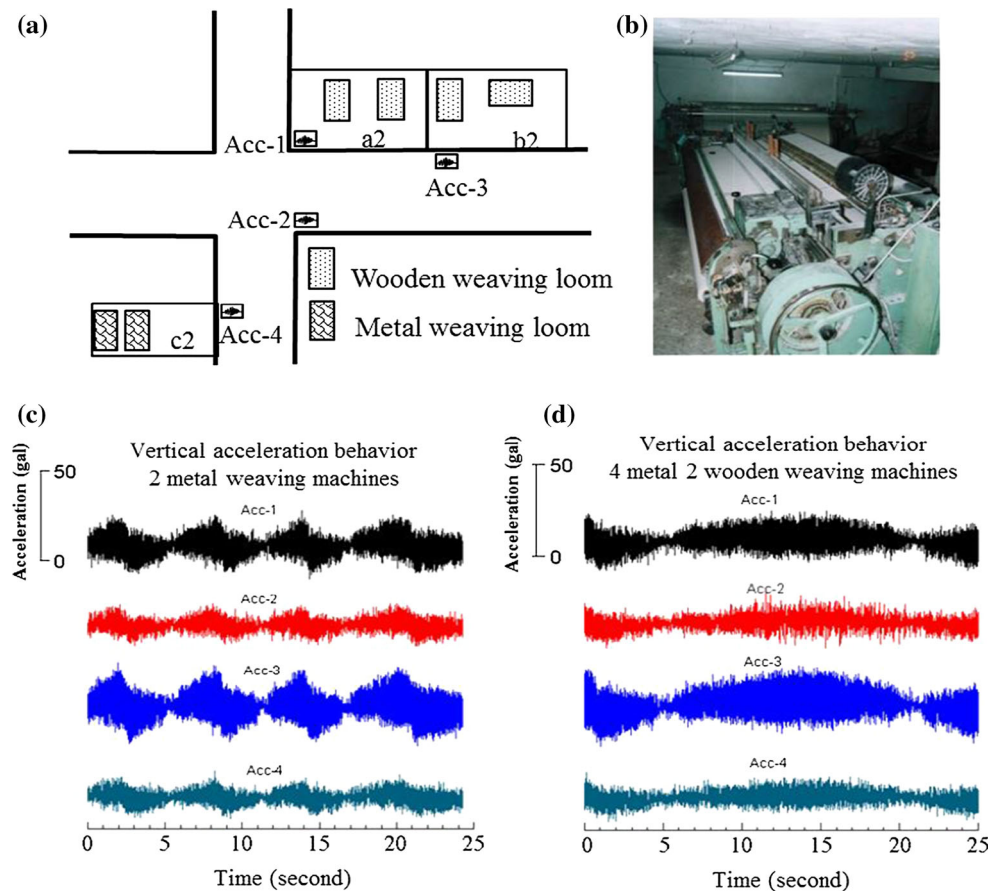 (a)
Acc-1
a2
b2
Acc-3
Acc-2
Wooden weaving loom
Metal weaving loom
c2
Acc-4
(b)
(c)
Vertical acceleration behavior
2 metal weaving machines
Acceleration (gal)
50
0
Acc-1
Acc-2
Acc-3
Acc-4
0 5 10 15 20 25
Time (second)
(d)
Vertical acceleration behavior
4 metal 2 wooden weaving machines
Acceleration (gal)
50
0
Acc-1
Acc-2
Acc-3
Acc-4
0 5 10 15 20 25
Time (second)